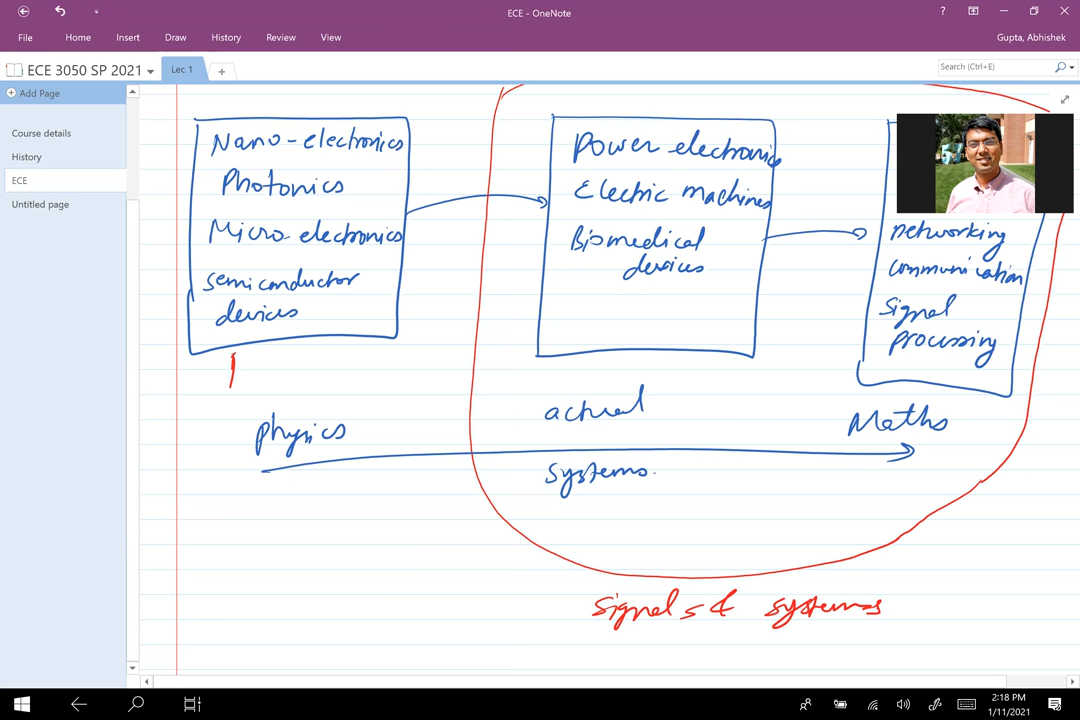 ECE - OneNote
?
File Home Insert Draw History Review View
Gupta, Abhishek
ECE 3050 SP 2021
Lec 1
+
Search (Ctrl+E)
Add Page
Course details
History
ECE
Untitled page
Nano-electronics
Photonics
Micro-electronics
semiconductor
devices
Power electronics
Electric machines
Biomedical
devices
networking
communication
signal
processing
physics
actual
systems.
Maths
signals & systems
2:18 PM
1/11/2021